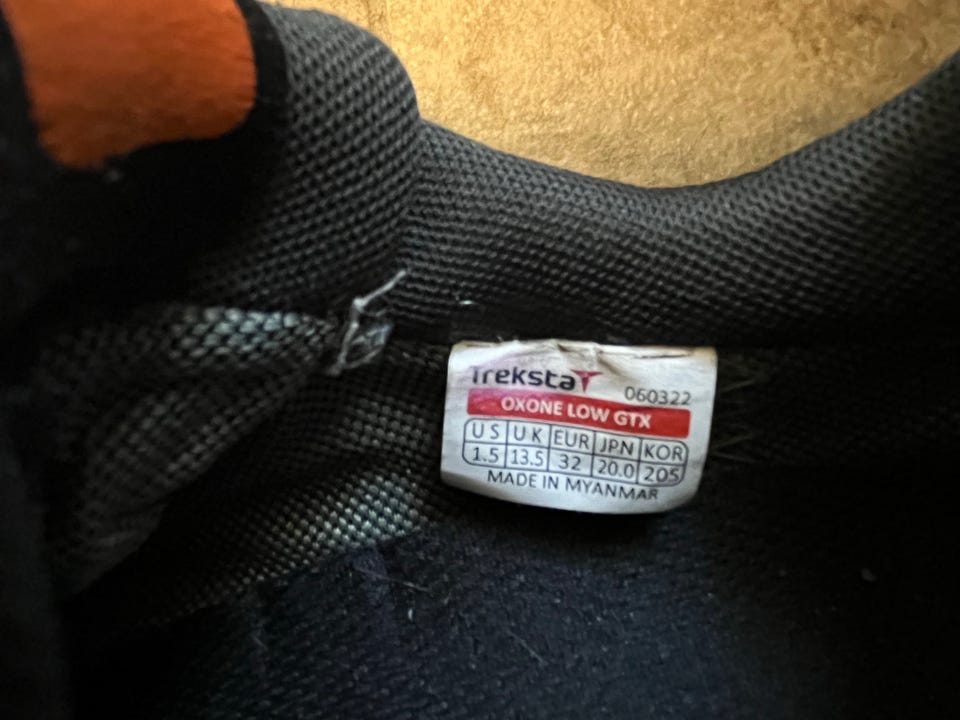 Treksta
060322
OXONE LOW GTX
US UK EUR JPN KOR
1.5 13.5 32 20.0 205
MADE IN MYANMAR